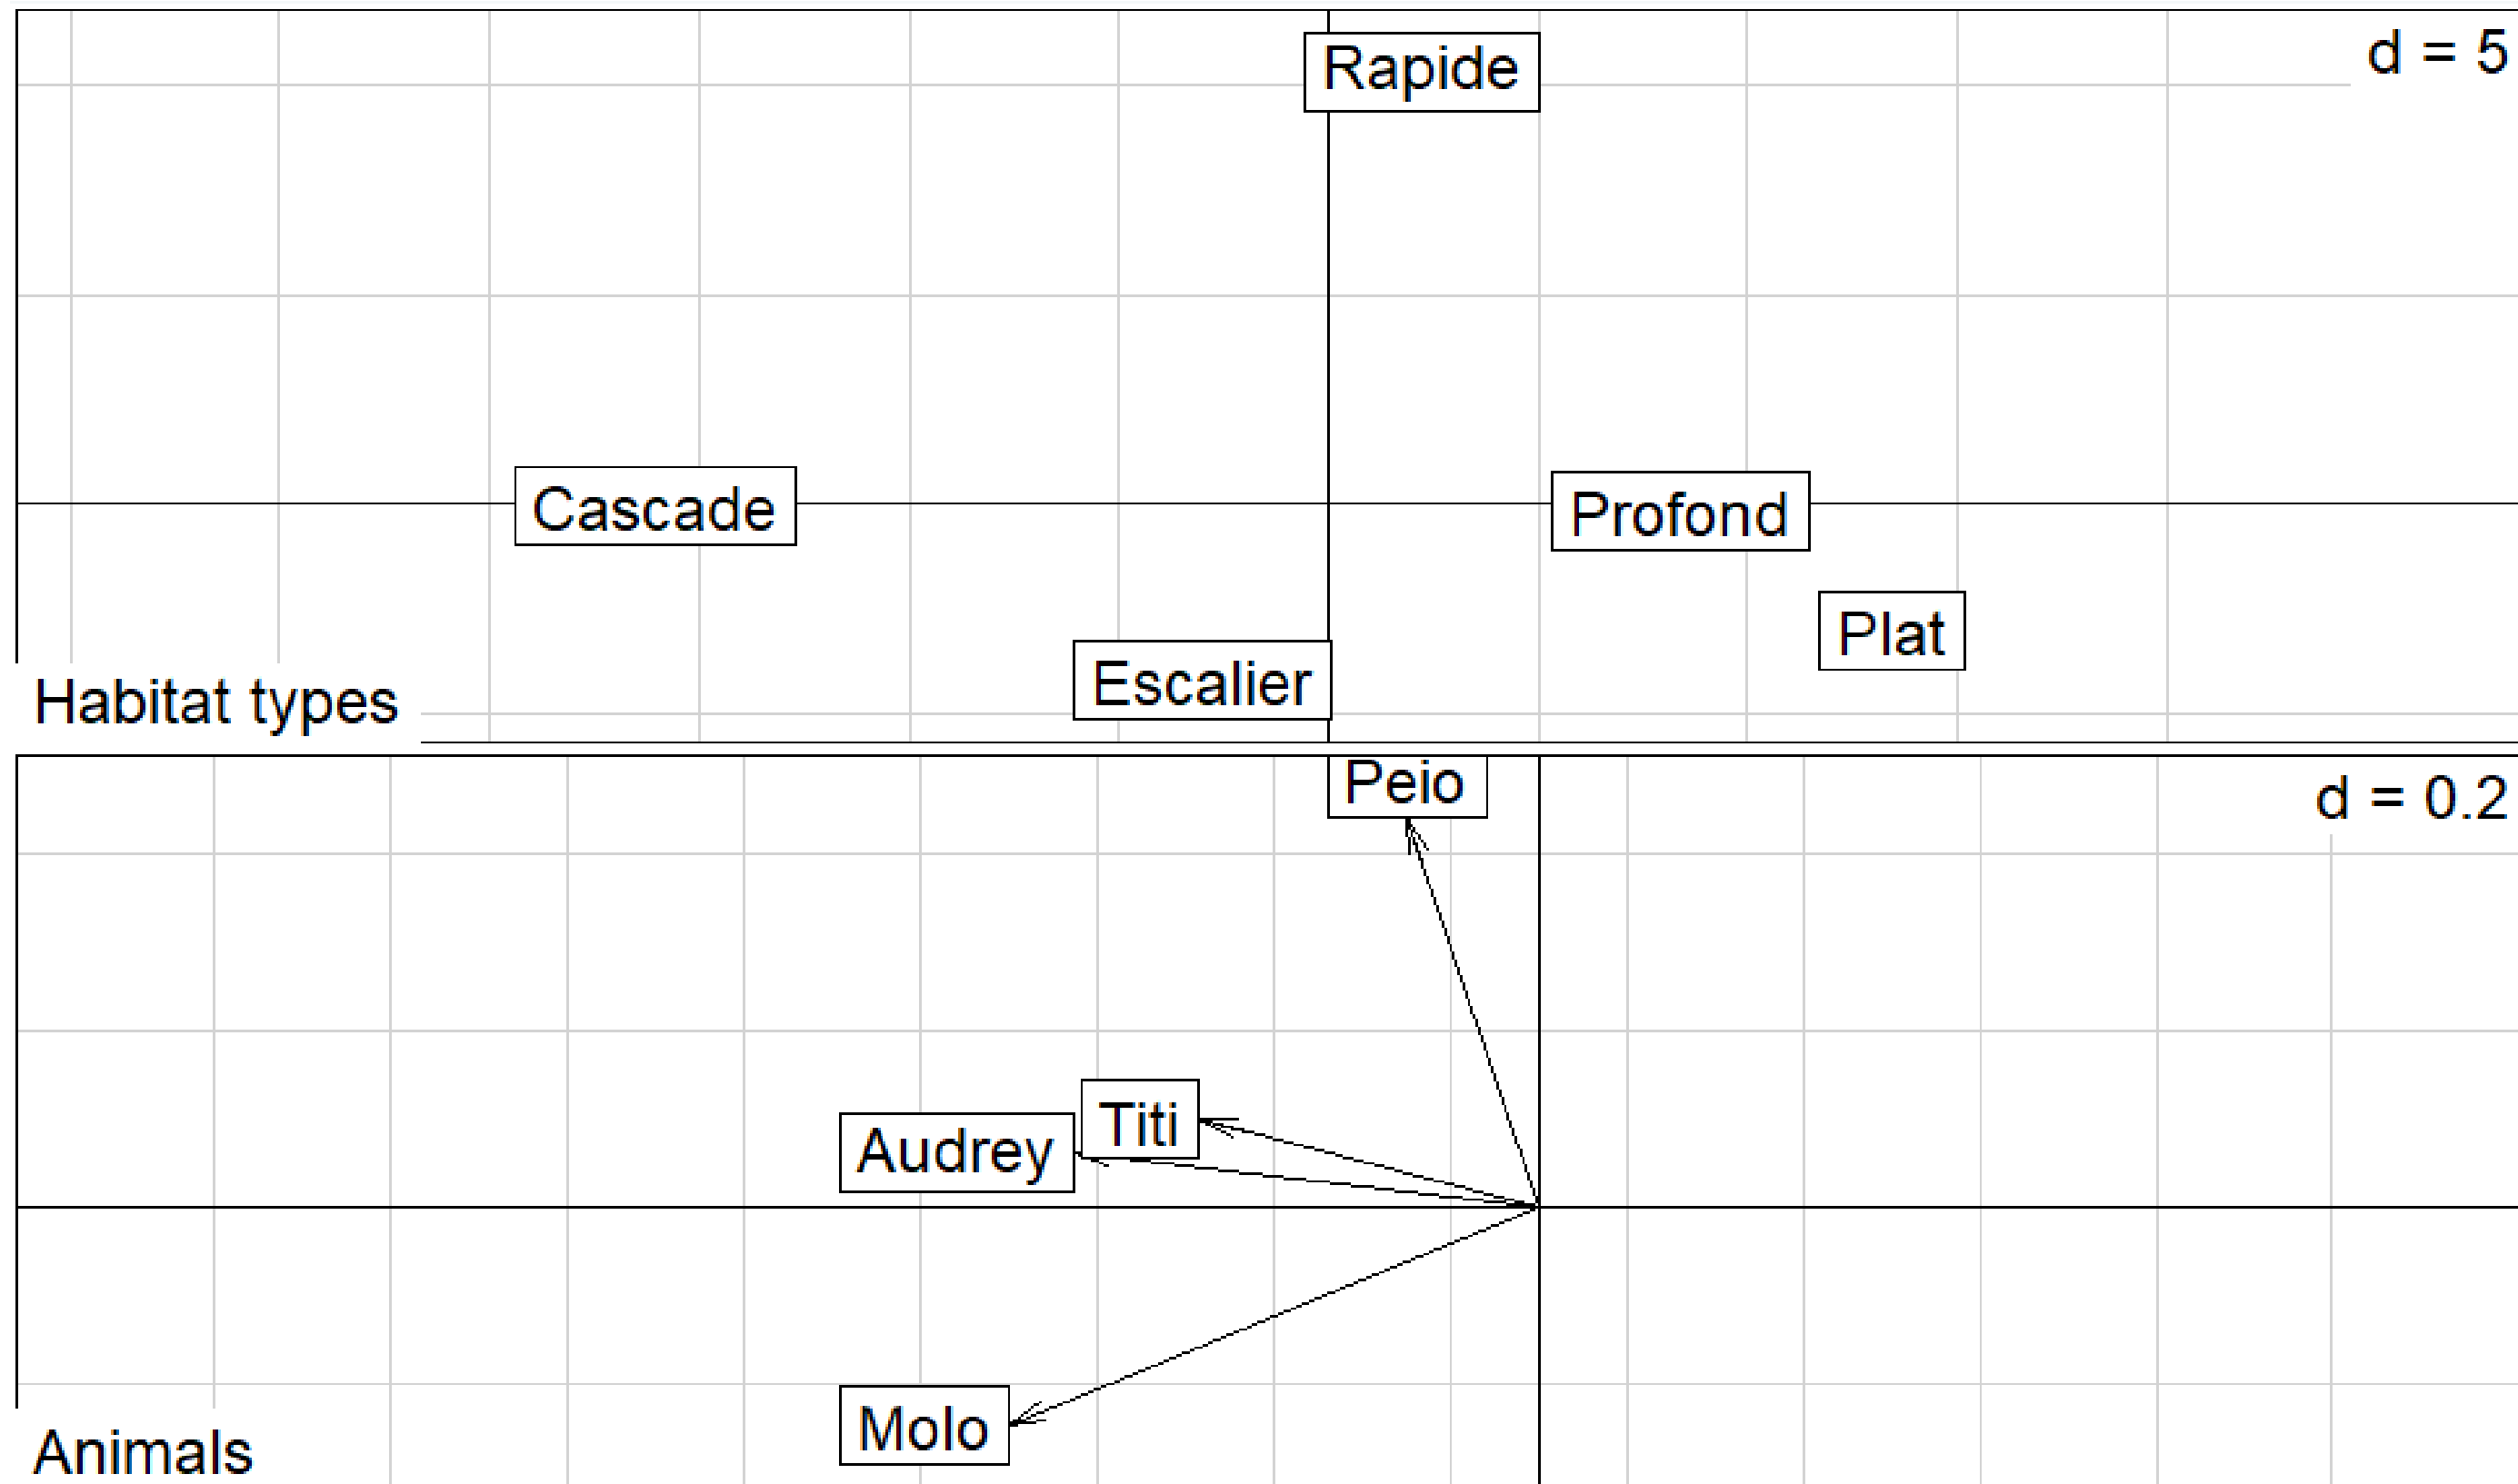 Rapide
d = 5
Cascade
Profond
Plat
Escalier
Habitat types
Peio
d = 0.2
Titi
Audrey
Molo
Animals